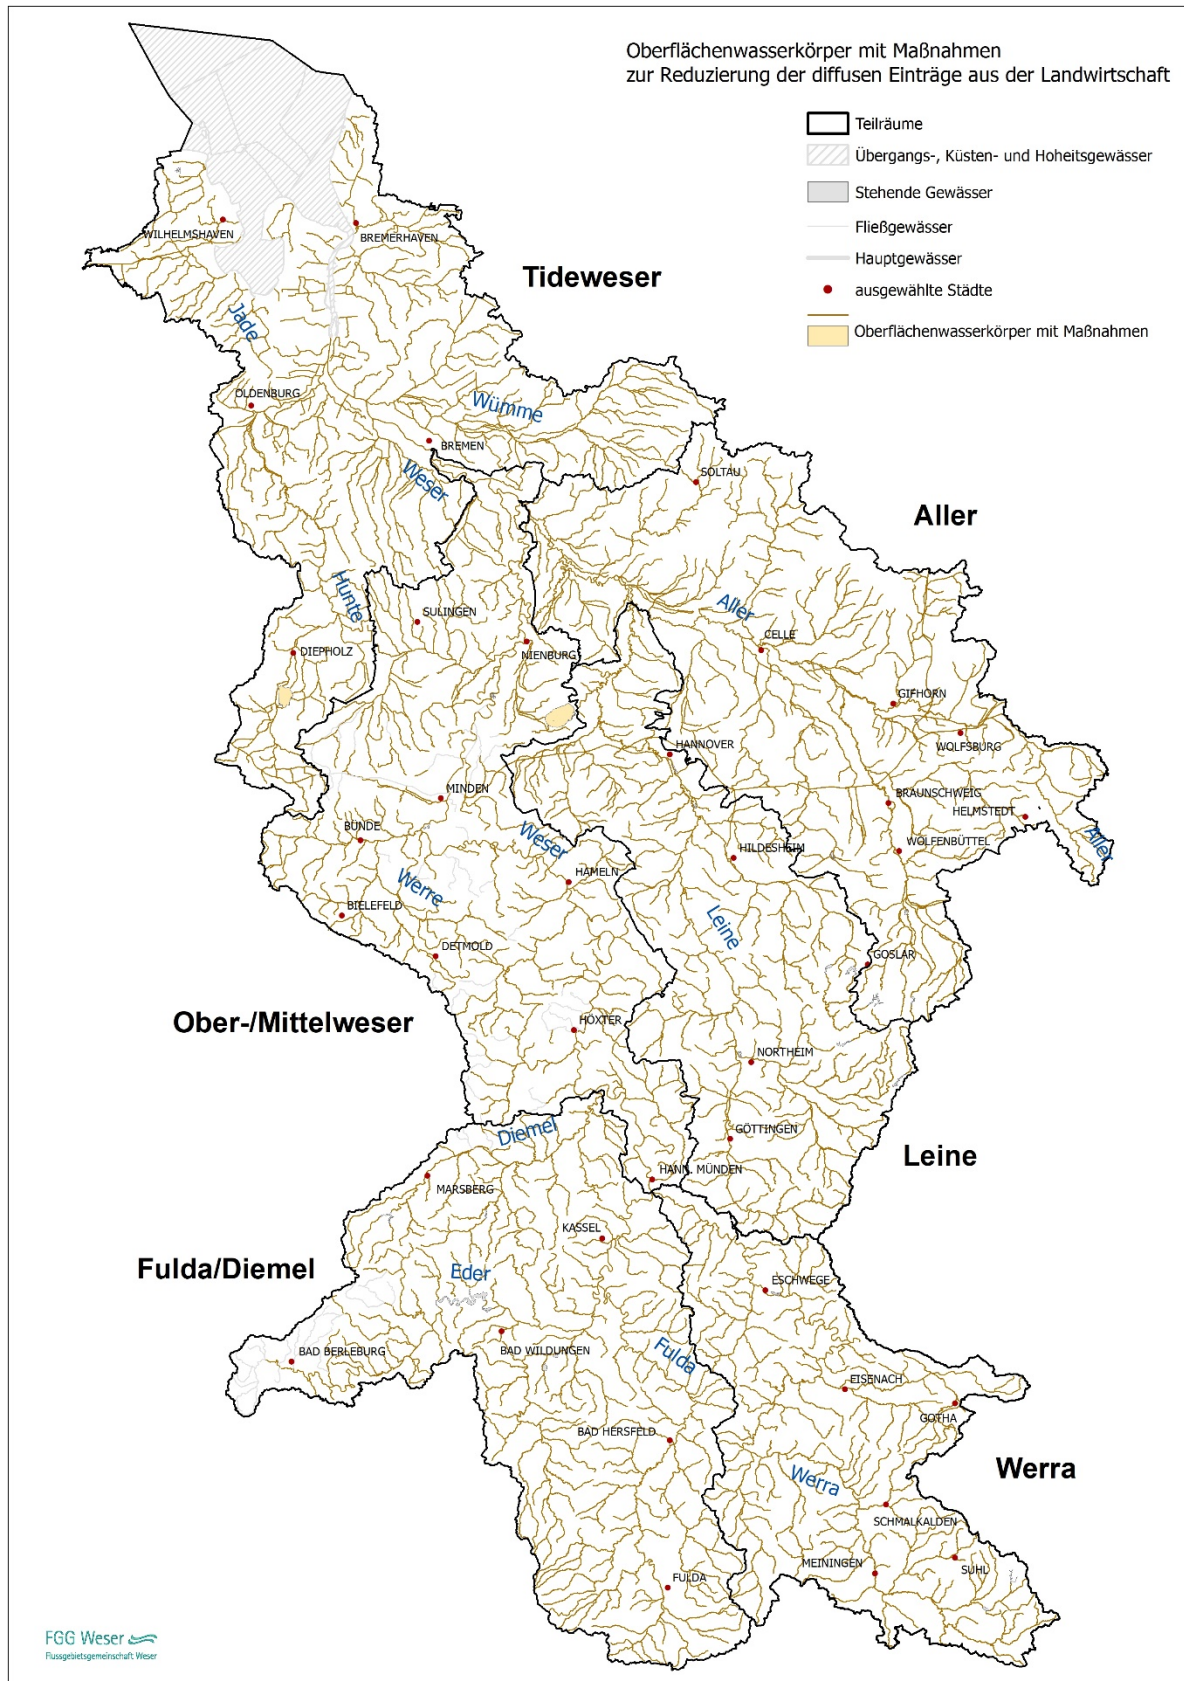 Oberflächenwasserkörper mit Maßnahmen
zur Reduzierung der diffusen Einträge aus der Landwirtschaft
Teilräume
Übergangs-, Küsten- und Hoheitsgewässer
Stehende Gewässer
Fließgewässer
Hauptgewässer
ausgewählte Städte
Oberflächenwasserkörper mit Maßnahmen
WILHELMSHAVEN
BREMERHAVEN
Tideweser
Jade
OLDENBURG
Wümme
BREMEN
Weser
SOLTAU
Aller
Hunte
SULINGEN
Aller
CELLE
DIEPHOLZ
NIENBURG
GIFHORN
HANNOVER
WOLFSBURG
MINDEN
BRAUNSCHWEIG
HELMSTEDT
BÜNDE
Weser
WOLFENBÜTTEL
Aller
HILDESHEIM
HAMELN
Werre
BIELEFELD
Leine
DETMOLD
GOSLAR
Ober-/Mittelweser
HÖXTER
NORTHEIM
Diemel
GÖTTINGEN
Leine
HANN. MÜNDEN
MARSBERG
KASSEL
Fulda/Diemel
Eder
ESCHWEGE
BAD BERLEBURG
BAD WILDUNGEN
Fulda
EISENACH
GOTHA
BAD HERSFELD
Werra
Werra
SCHMALKALDEN
MEININGEN
SUHL
FULDA
FGG Weser
Flussgebietsgemeinschaft Weser